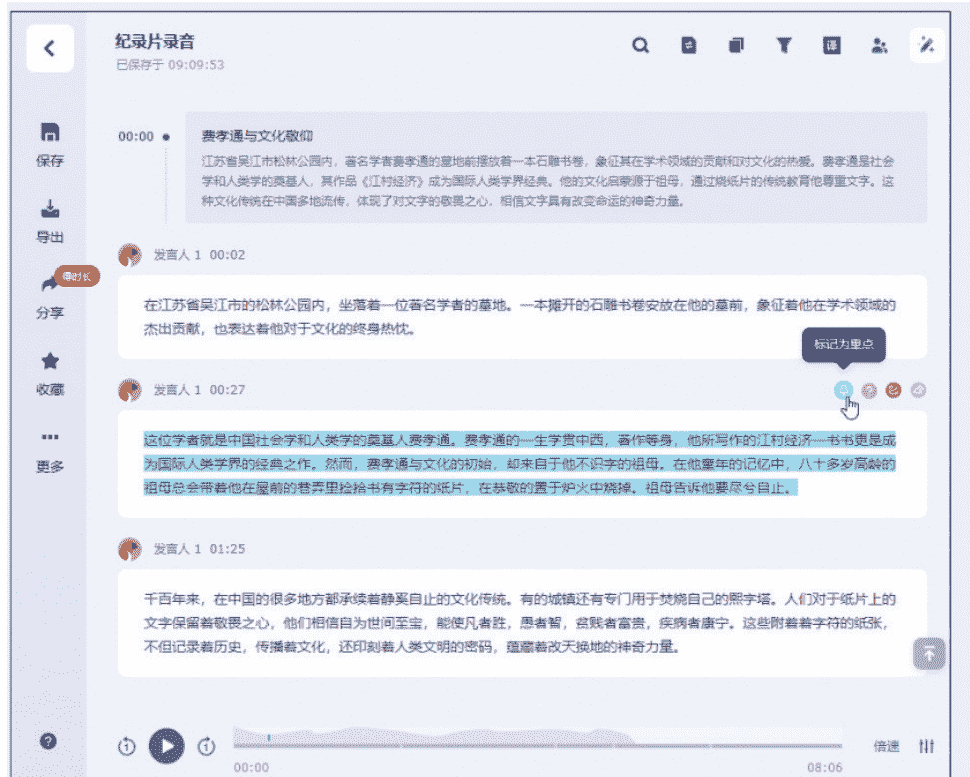 纪录片录音
已保存于 09:09:53
译
保存
导出
得时长
分享
收藏
更多
00:00
费孝通与文化敬仰
江苏省吴江市松林公园内，著名学者费孝通的墓地前摆放着一本石雕书卷，象征其在学术领域的贡献和对文化的热爱。费孝通是社会
学和人类学的奠基人，其作品《江村经济》成为国际人类学界经典。他的文化启蒙源于祖母，通过烧纸片的传统教育他尊重文字。这
种文化传统在中国多地流传，体现了对文字的敬畏之心，相信文字具有改变命运的神奇力量。
发言人 1 00:02
在江苏省吴江市的松林公园内，坐落着一位著名学者的墓地。一本摊开的石雕书卷安放在他的墓前，象征着他在学术领域的
杰出贡献，也表达着他对于文化的终身热忱。
标记为重点
发言人 1 00:27
这位学者就是中国社会学和人类学的奠基人费孝通。费孝通的一生学贯中西，著作等身，他所写作的江村经济一书书更是成
为国际人类学界的经典之作。然而，费孝通与文化的初始，却来自于他不识字的祖母。在他童年的记忆中，八十多岁高龄的
祖母总会带着他在屋前的巷弄里捡拾书有字符的纸片，在恭敬的置于炉火中烧掉。祖母告诉他要尽兮自止。
发言人 1 01:25
千百年来，在中国的很多地方都承续着静奚自止的文化传统。有的城镇还有专门用于焚烧自己的熙字塔。人们对于纸片上的
文字保留着敬畏之心，他们相信自为世间至宝，能使凡者胜，愚者智，贫贱者富贵，疾病者康宁。这些附着着字符的纸张，
不但记录着历史，传播着文化，还印刻着人类文明的密码，蕴藏着改天换地的神奇力量。
倍速
00:00
08:06